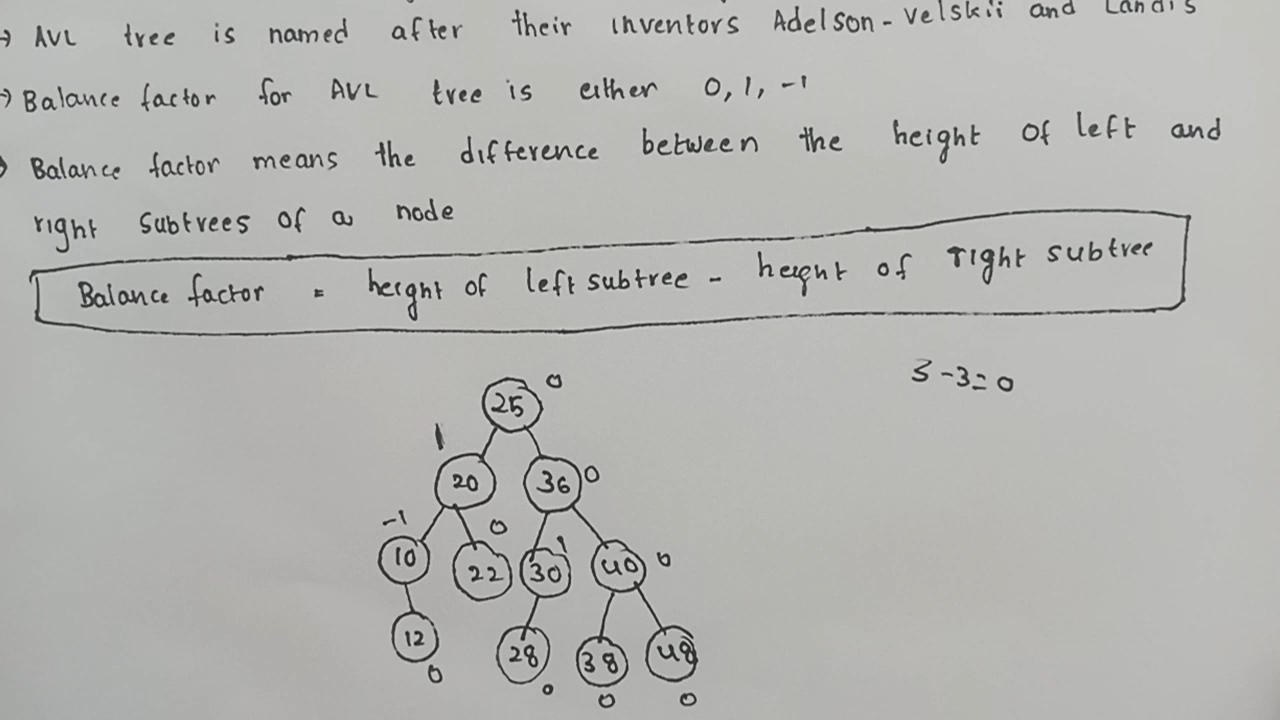 → AVL tree is named after their inventors Adelson-Velskii and Landis
→ Balance factor for AVL tree is either 0, 1, -1
→ Balance factor means the difference between the height of left and
right subtrees of a node
Balance factor = height of left subtree - height of right subtree
3-3=0
25 0
1
20 36 0
-1 0 1
10 22 30 40 0
12 28 38 48
0 0 0 0